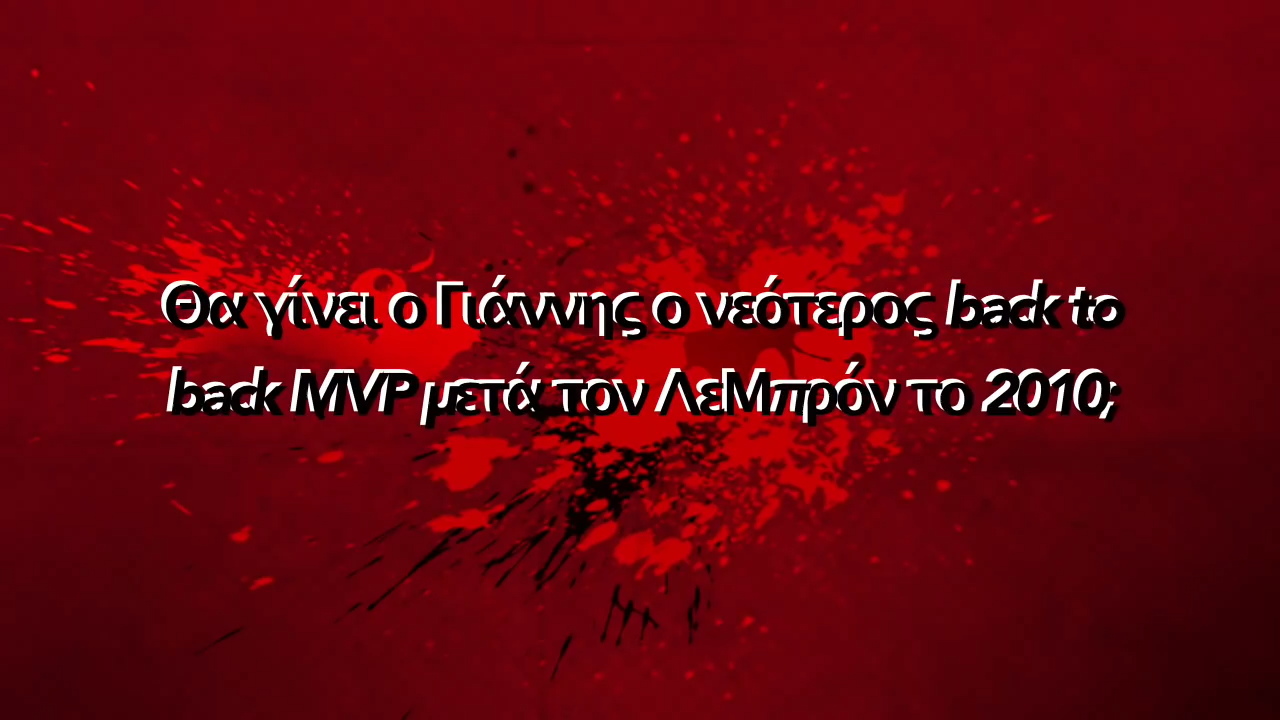 Θα γίνει ο Γιάννης ο νεότερος back to
back MVP μετά τον ΛεΜπρόν το 2010;